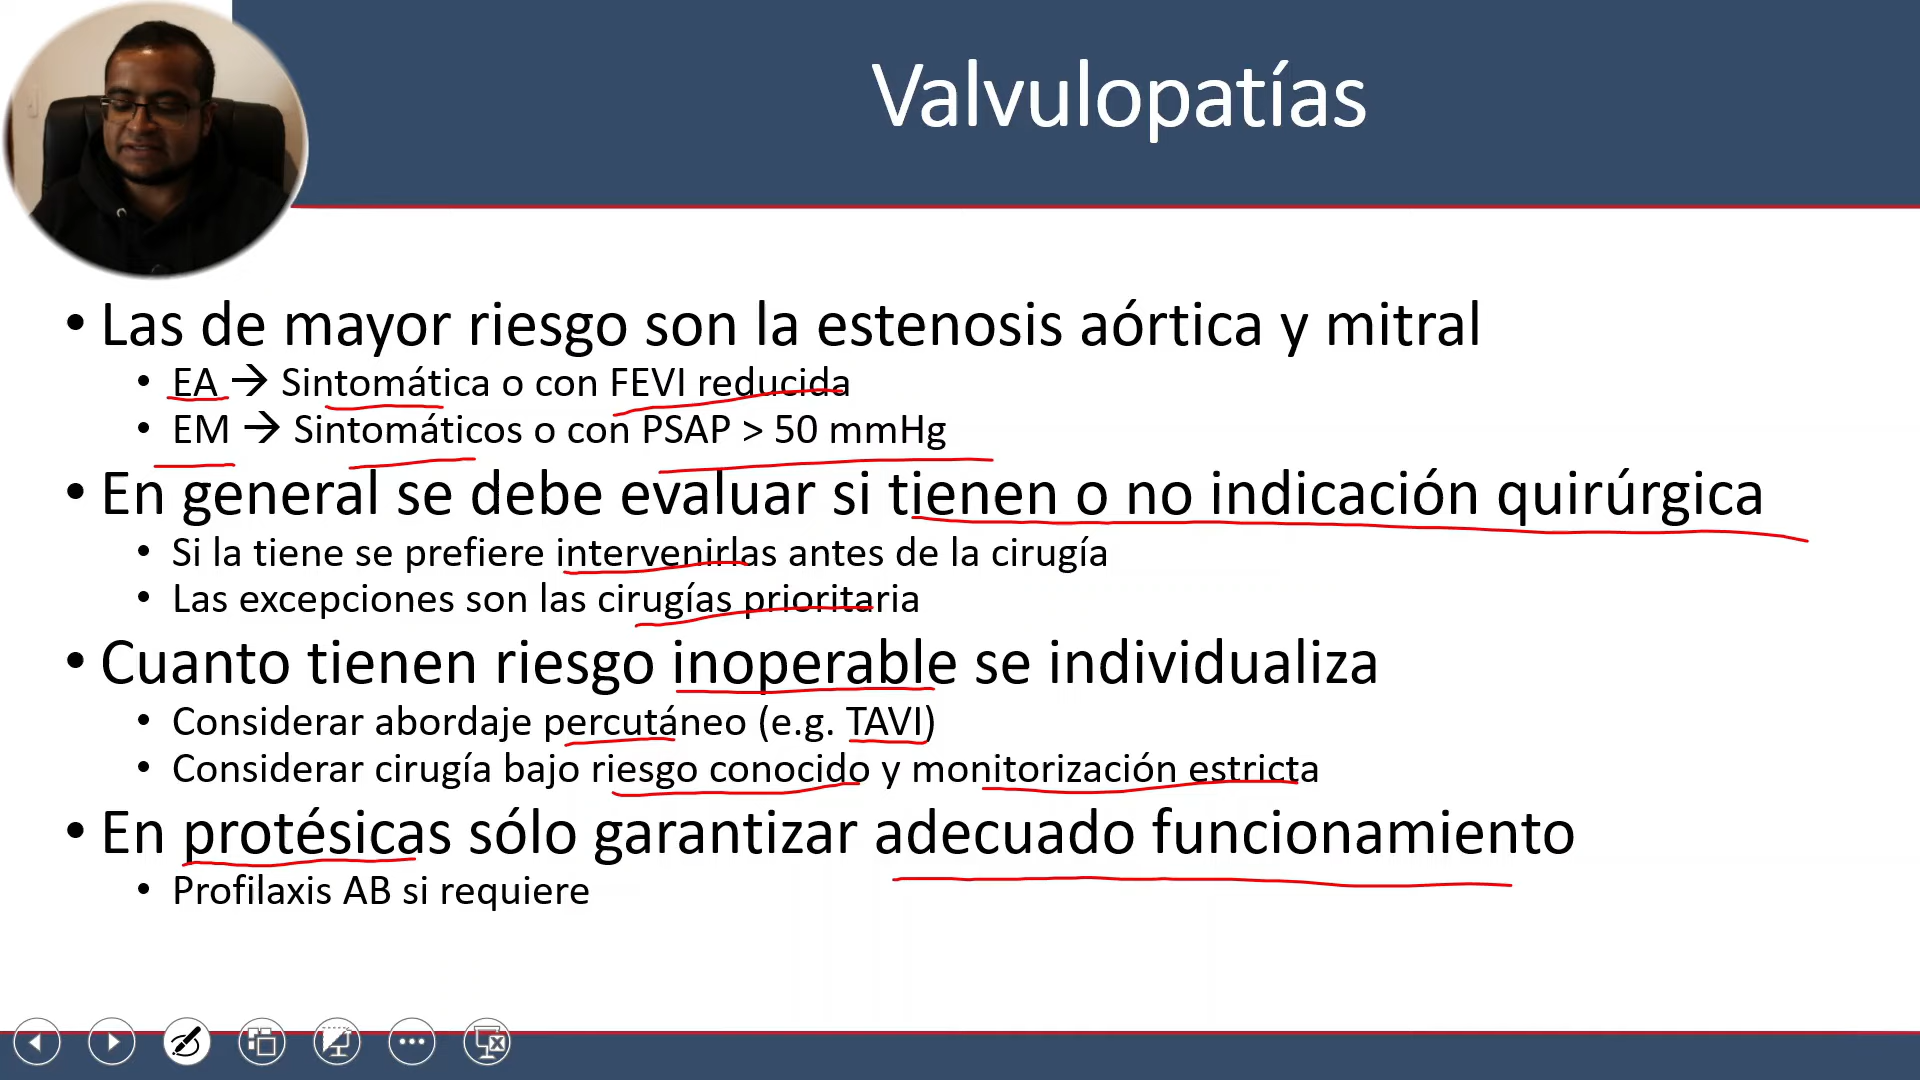 Valvulopatías
• Las de mayor riesgo son la estenosis aórtica y mitral
• EA → Sintomática o con FEVI reducida
• EM → Sintomáticos o con PSAP > 50 mmHg
• En general se debe evaluar si tienen o no indicación quirúrgica
• Si la tiene se prefiere intervenirlas antes de la cirugía
• Las excepciones son las cirugías prioritaria
• Cuanto tienen riesgo inoperable se individualiza
• Considerar abordaje percutáneo (e.g. TAVI)
• Considerar cirugía bajo riesgo conocido y monitorización estricta
• En protésicas sólo garantizar adecuado funcionamiento
• Profilaxis AB si requiere